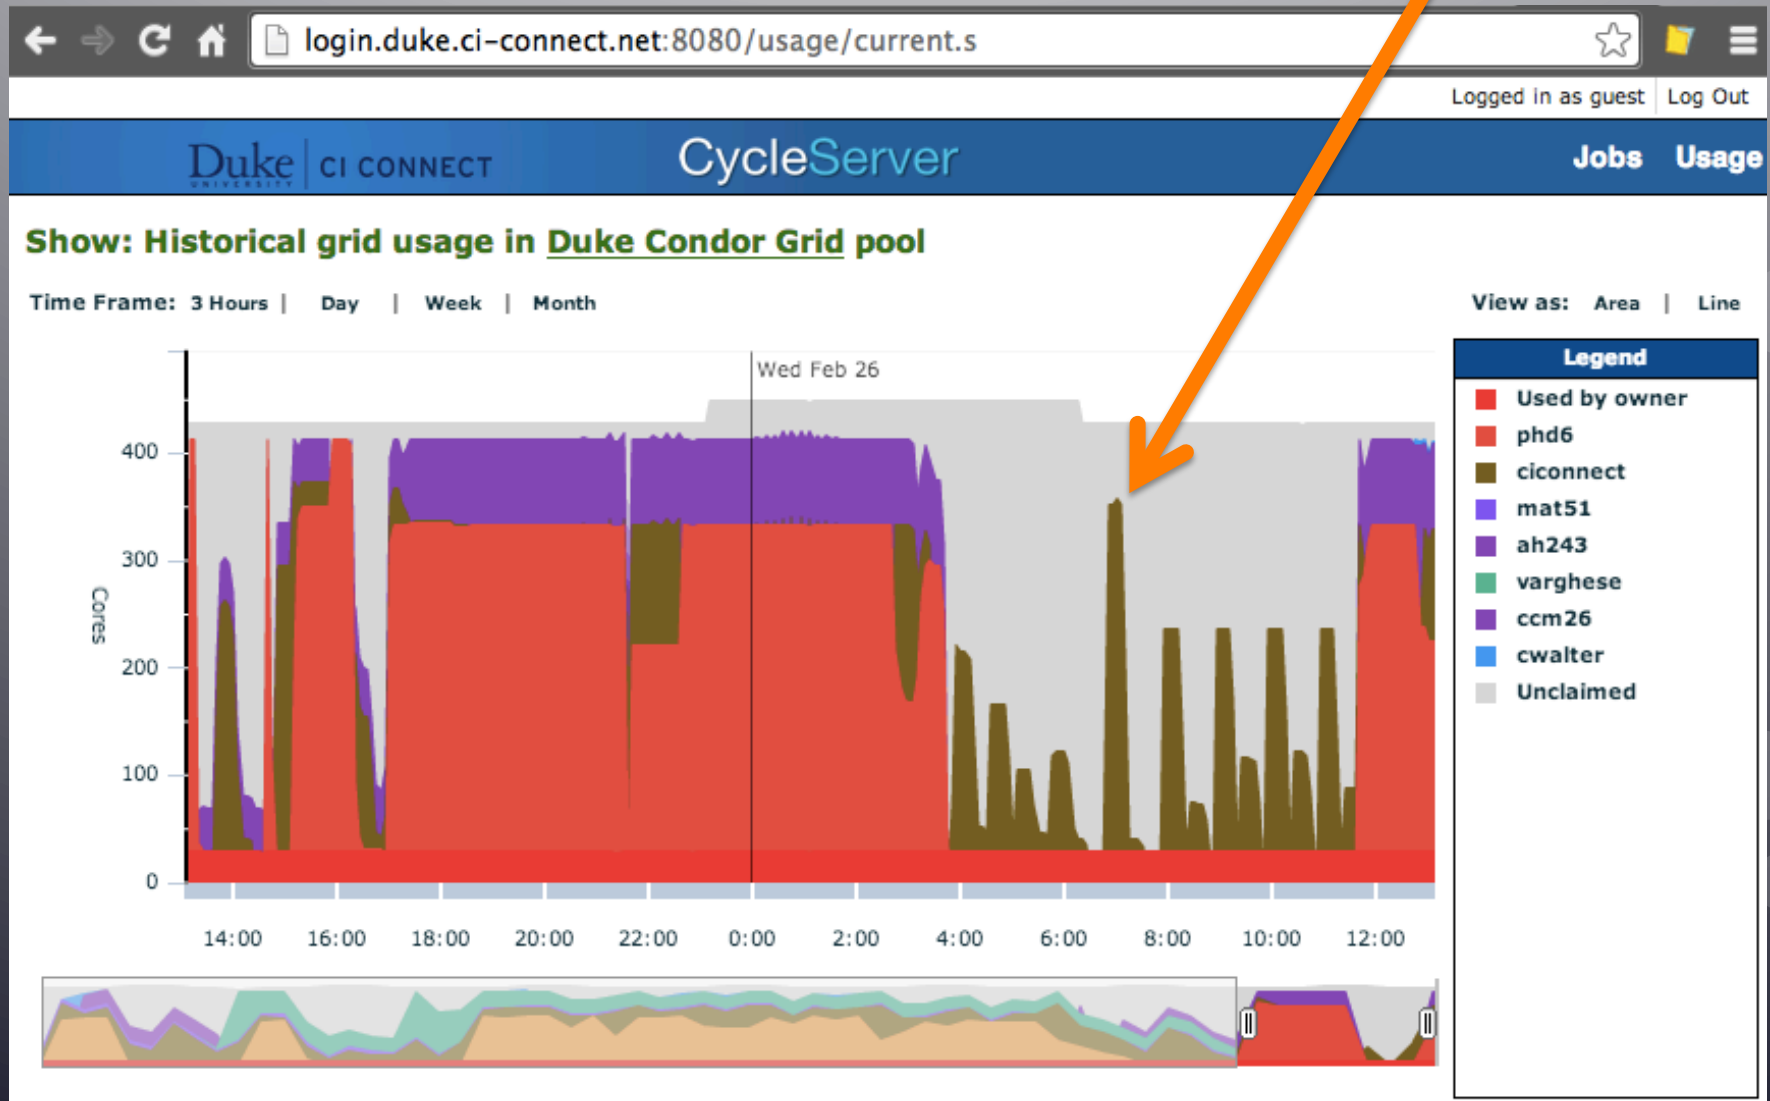 login.duke.ci-connect.net:8080/usage/current.s
Logged in as guest Log Out
Duke UNIVERSITY CI CONNECT CycleServer Jobs Usage
Show: Historical grid usage in Duke Condor Grid pool
Time Frame: 3 Hours | Day | Week | Month View as: Area | Line
Wed Feb 26
Cores
400
300
200
100
0
14:00 16:00 18:00 20:00 22:00 0:00 2:00 4:00 6:00 8:00 10:00 12:00
Legend
Used by owner
phd6
ciconnect
mat51
ah243
varghese
ccm26
cwalter
Unclaimed